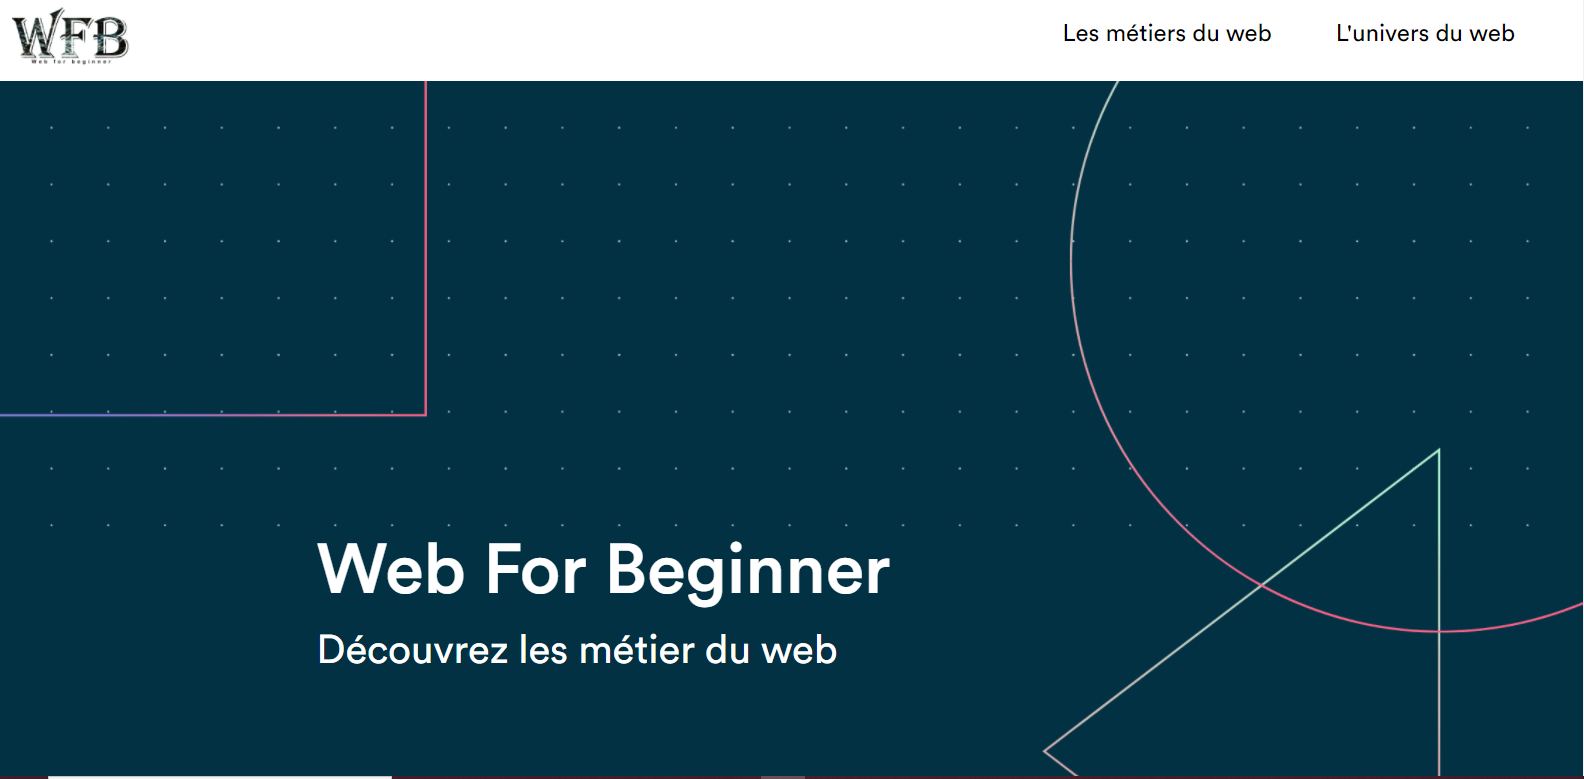 WFB
Web for beginner
Les métiers du web
L'univers du web
Web For Beginner
Découvrez les métier du web